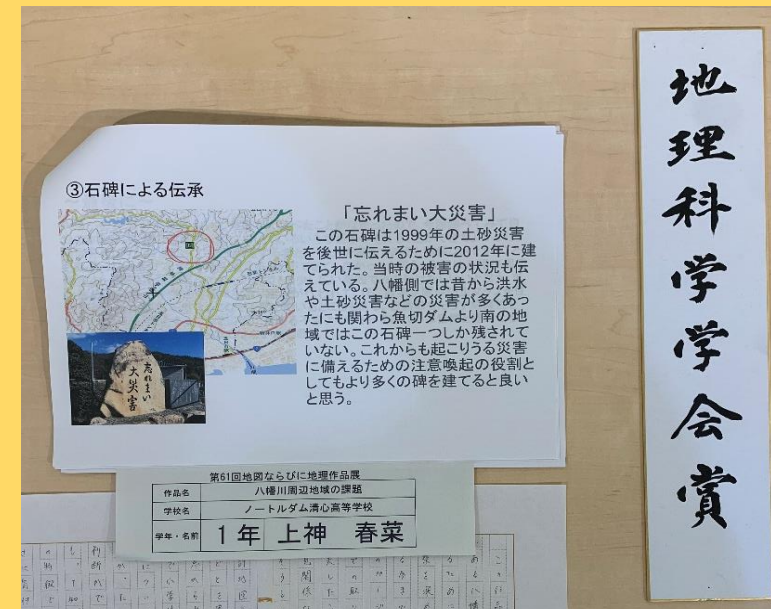 ③石碑による伝承
「忘れまい大災害」
この石碑は1999年の土砂災害
を後世に伝えるために2012年に建
てられた。当時の被害の状況も伝
えている。八幡側では昔から洪水
や土砂災害などの災害が多くあっ
たにも関わら魚切ダムより南の地
域ではこの石碑一つしか残されて
いない。これからも起こりうる災害
に備えるための注意喚起の役割と
してもより多くの碑を建てると良い
と思う。
忘れまい
大災害
第61回地図ならびに地理作品展
作品名 八幡川周辺地域の課題
学校名 ノートルダム清心高等学校
学年・名前 1年 上神 春菜
地理科学学会賞